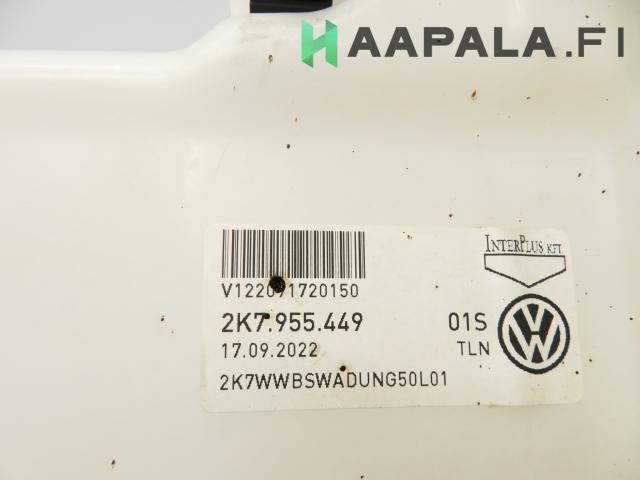 HAAPALA.FI
INTERPLUS KFT.
V122091720150
2K7.955.449 01S
17.09.2022 TLN
2K7WWBSWADUNG50L01